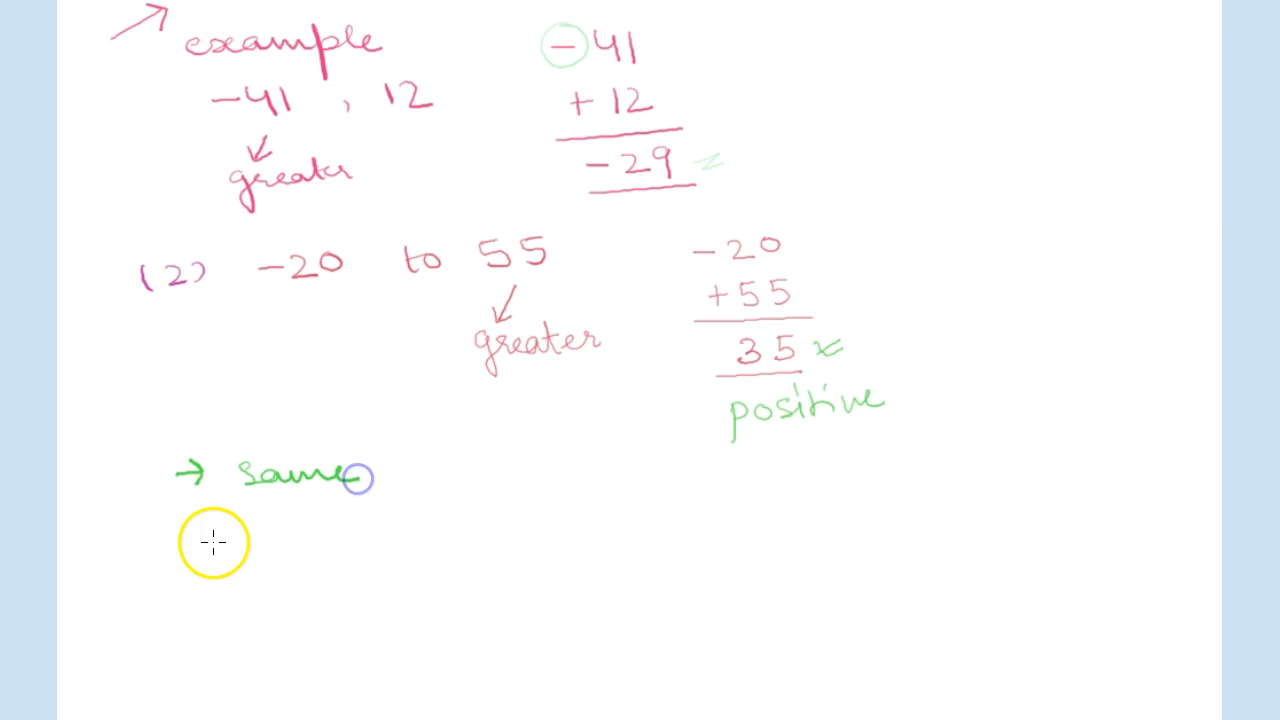 example
-41 , 12
greater
-41
+12
-29
(2) -20 to 55
greater
-20
+55
35
positive
→ same